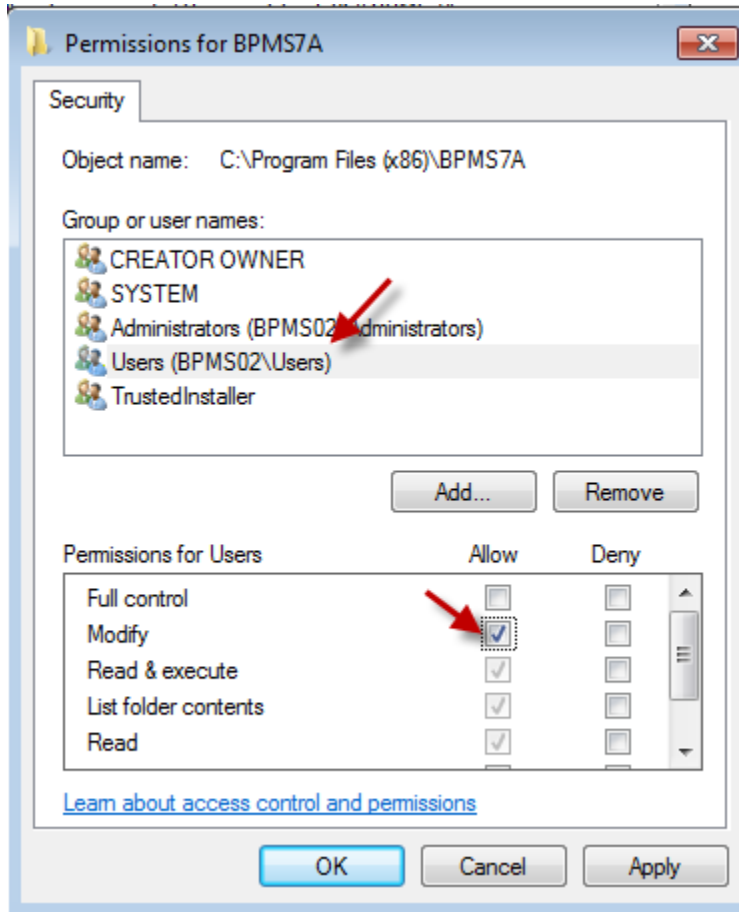 Permissions for BPMS7A
Security
Object name: C:\Program Files (x86)\BPMS7A
Group or user names:
CREATOR OWNER
SYSTEM
Administrators (BPMS02 dministrators)
Users (BPMS02\Users)
TrustedInstaller
Add... Remove
Permissions for Users Allow Deny
Full control
Modify
Read & execute
List folder contents
Read
Learn about access control and permissions
OK Cancel Apply